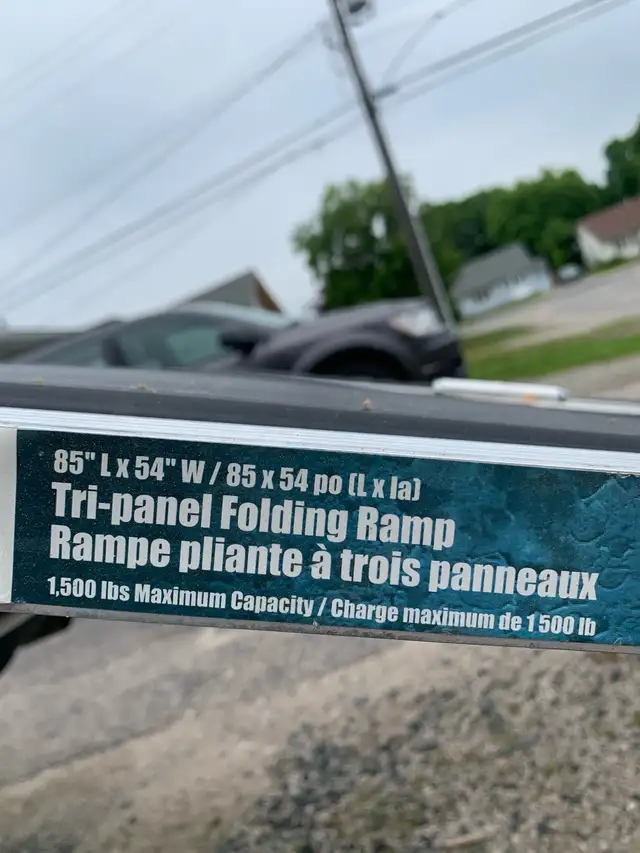 85" L x 54" W / 85 x 54 po (L x la)
Tri-panel Folding Ramp
Rampe pliante à trois panneaux
1,500 lbs Maximum Capacity / Charge maximum de 1 500 lb